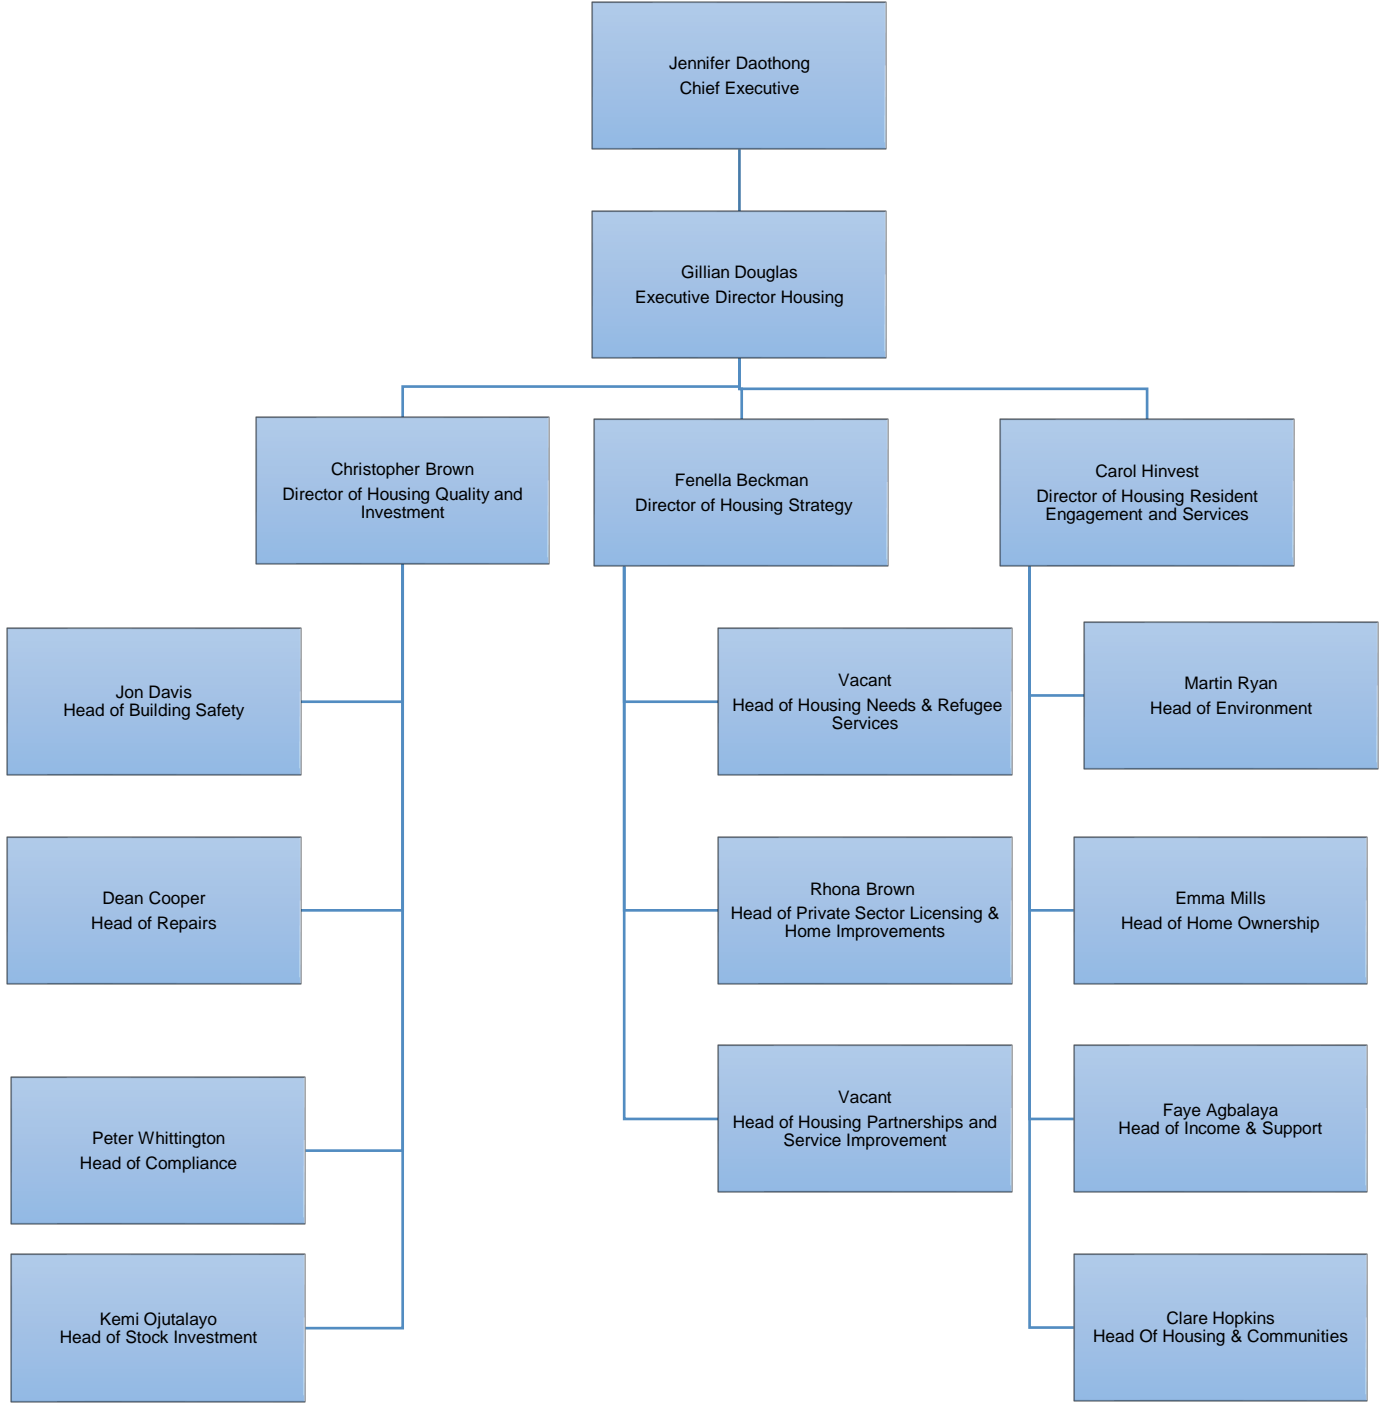 Jennifer Daothong
Chief Executive
Gillian Douglas
Executive Director Housing
Christopher Brown
Director of Housing Quality and
Investment
Fenella Beckman
Director of Housing Strategy
Carol Hinvest
Director of Housing Resident
Engagement and Services
Jon Davis
Head of Building Safety
Vacant
Head of Housing Needs & Refugee
Services
Martin Ryan
Head of Environment
Dean Cooper
Head of Repairs
Rhona Brown
Head of Private Sector Licensing &
Home Improvements
Emma Mills
Head of Home Ownership
Peter Whittington
Head of Compliance
Vacant
Head of Housing Partnerships and
Service Improvement
Faye Agbalaya
Head of Income & Support
Kemi Ojutalayo
Head of Stock Investment
Clare Hopkins
Head Of Housing & Communities